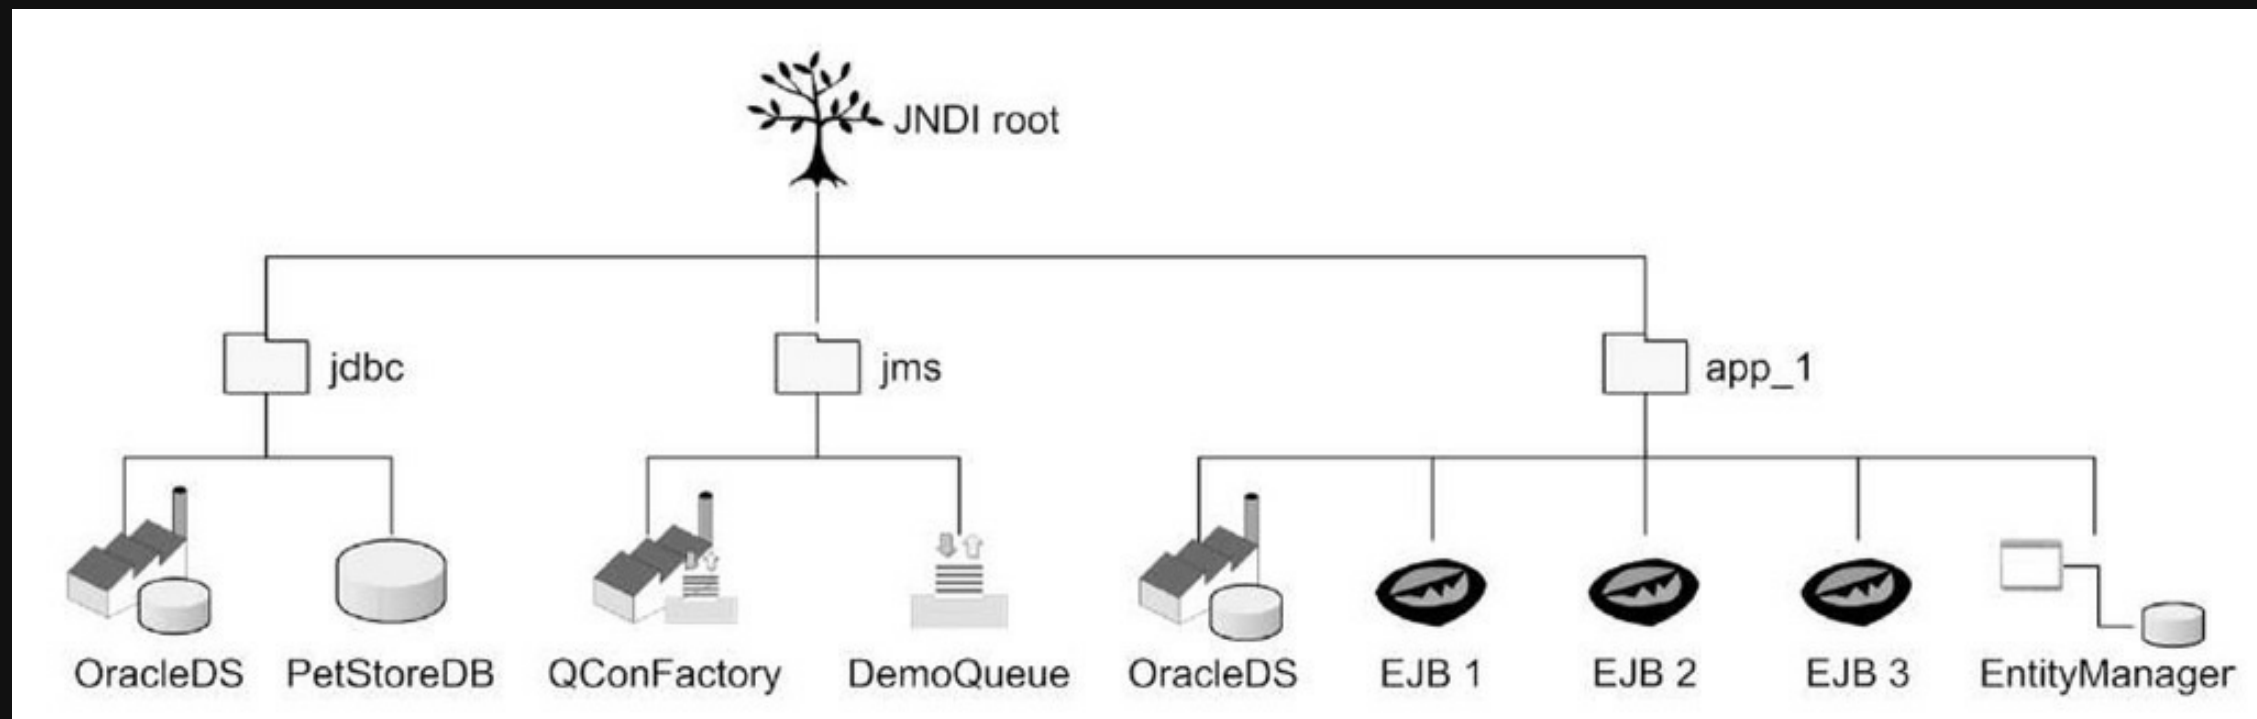 JNDI root
jdbc
jms
app_1
OracleDS
PetStoreDB
QConFactory
DemoQueue
OracleDS
EJB 1
EJB 2
EJB 3
EntityManager